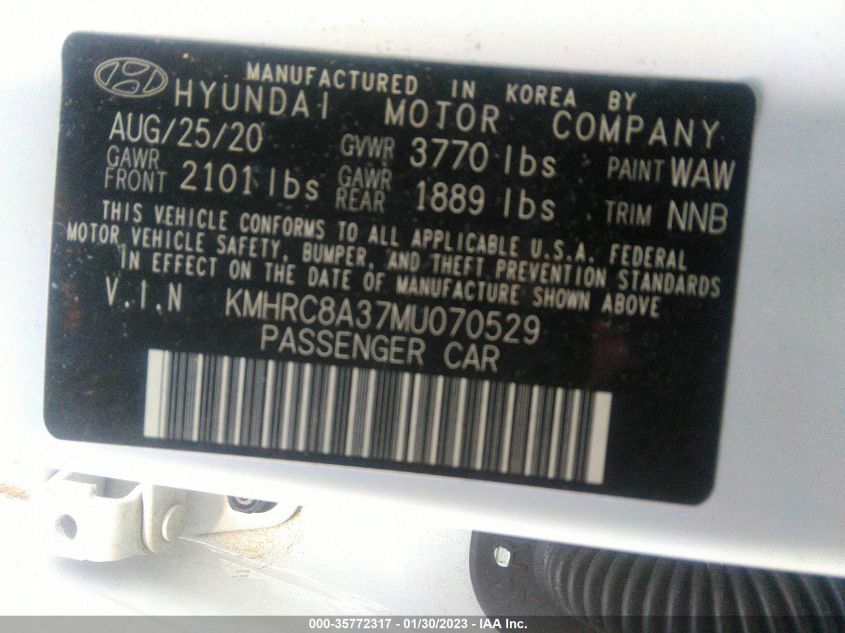 MANUFACTURED IN KOREA BY
HYUNDAI MOTOR COMPANY
AUG/25/20 GVWR 3770 lbs PAINT WAW
GAWR FRONT 2101 lbs GAWR REAR 1889 lbs TRIM NNB
THIS VEHICLE CONFORMS TO ALL APPLICABLE U.S.A. FEDERAL
MOTOR VEHICLE SAFETY, BUMPER, AND THEFT PREVENTION STANDARDS
IN EFFECT ON THE DATE OF MANUFACTURE SHOWN ABOVE
V.I.N KMHRC8A37MU070529
PASSENGER CAR
000-35772317 - 01/30/2023 - IAA Inc.